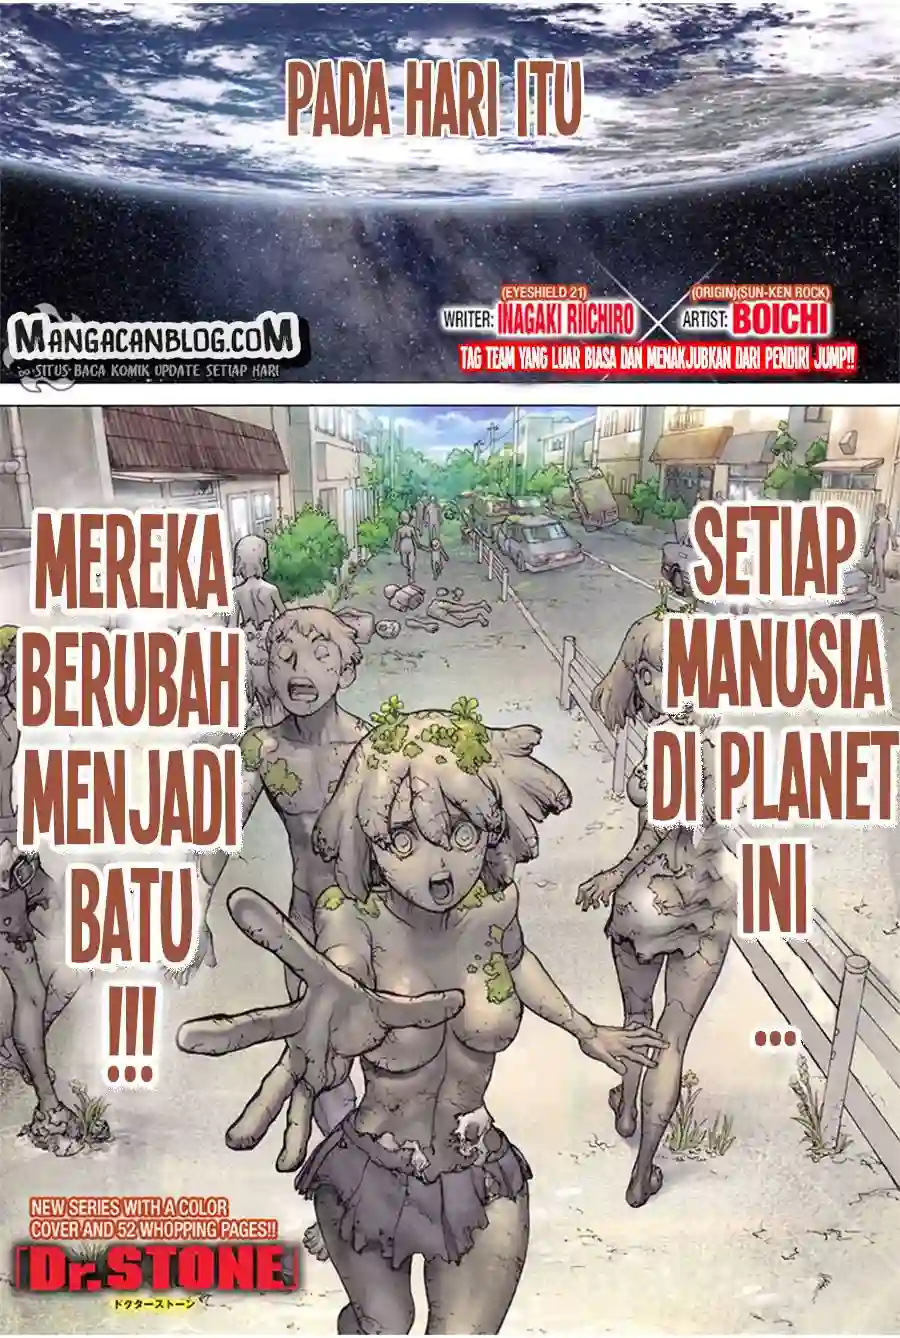 PADA HARI ITU
(EYESHIELD 21) (ORIGIN)(SUN-KEN ROCK)
WRITER: INAGAKI RIICHIRO X ARTIST: BOICHI
TAG TEAM YANG LUAR BIASA DAN MENAKJUBKAN DARI PENDIRI JUMP!!
MANGACANBLOG.COM
SITUS BACA KOMIK UPDATE SETIAP HARI
SETIAP
MANUSIA
DI PLANET
INI
...
MEREKA
BERUBAH
MENJADI
BATU
!!!
NEW SERIES WITH A COLOR
COVER AND 52 WHOPPING PAGES!!
「Dr.STONE」
ドクターストーン